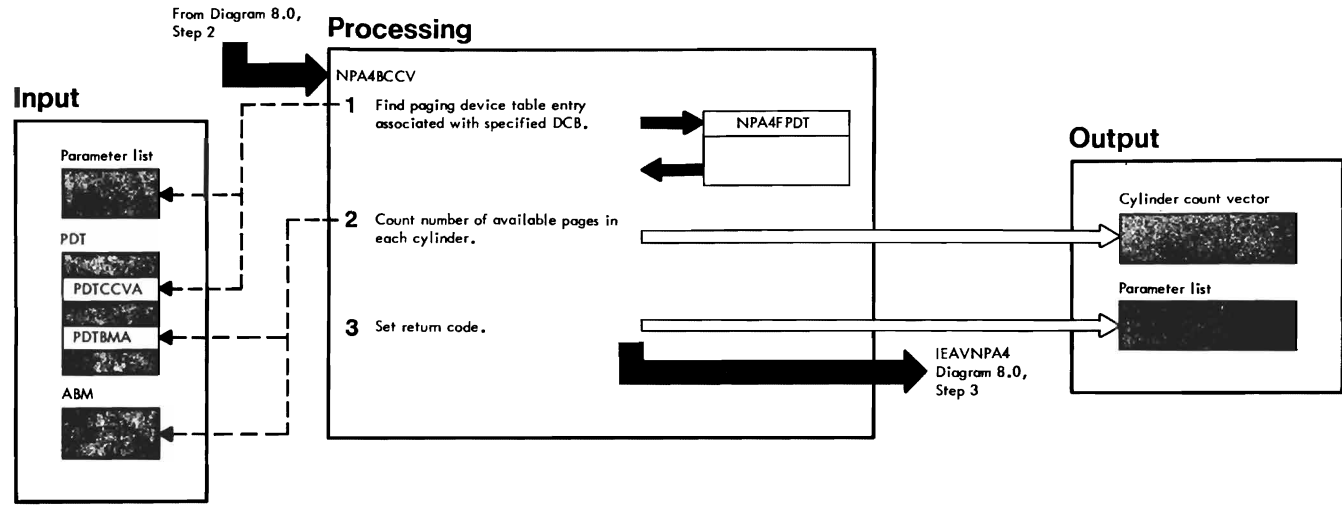 From Diagram 8.0,
Step 2
Processing
NPA4BCCV
Input
1 Find paging device table entry
associated with specified DCB.
NPA4FPDT
Output
Parameter list
Cylinder count vector
2 Count number of available pages in
each cylinder.
PDT
PDTCCVA
Parameter list
3 Set return code.
PDTBMA
IEAVNPA4
Diagram 8.0,
Step 3
ABM